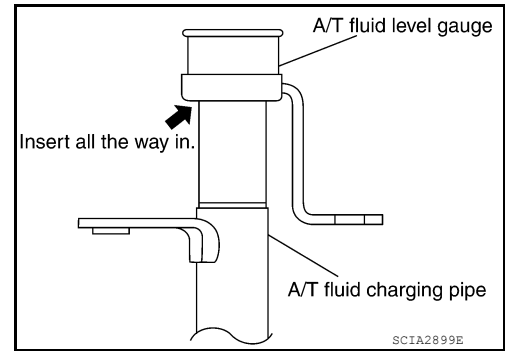 A/T fluid level gauge
Insert all the way in.
A/T fluid charging pipe
SCIA2899E